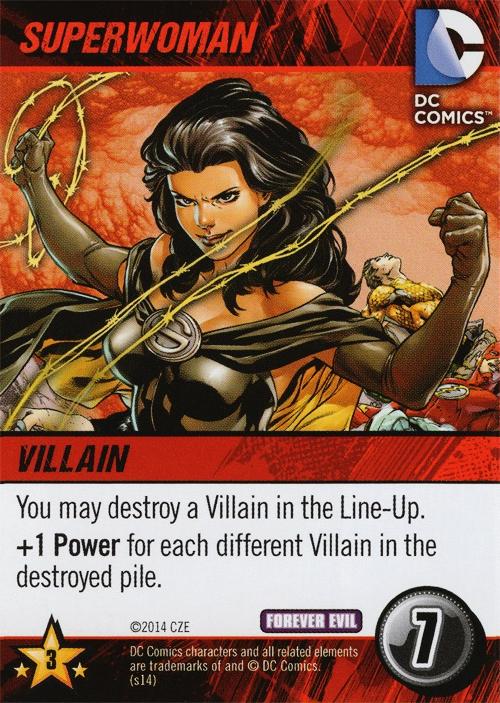 SUPERWOMAN
DC
DC
COMICS™
VILLAIN
You may destroy a Villain in the Line-Up.
+1 Power for each different Villain in the
destroyed pile.
©2014 CZE
FOREVER EVIL
3
7
DC Comics characters and all related elements
are trademarks of and © DC Comics.
(s14)